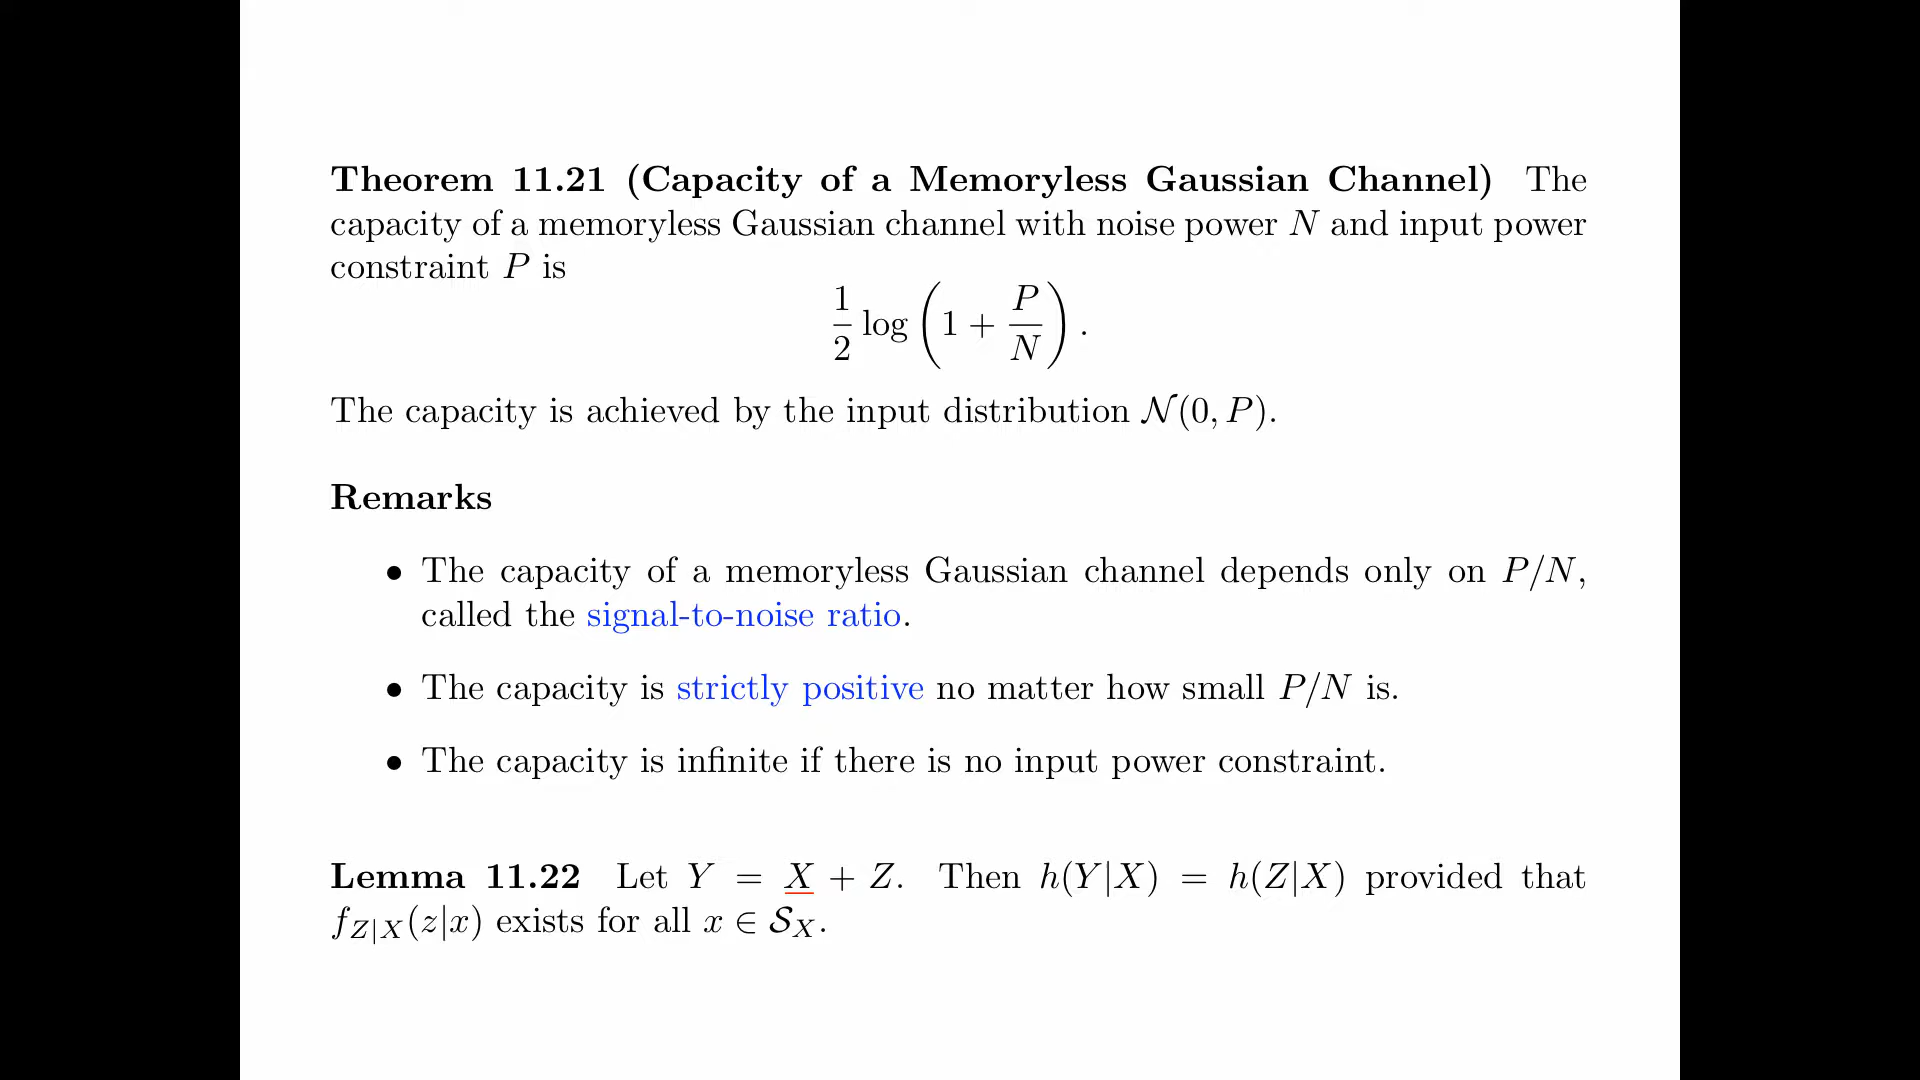 Theorem 11.21 (Capacity of a Memoryless Gaussian Channel) The
capacity of a memoryless Gaussian channel with noise power N and input power
constraint P is
1/2 log (1 + P/N).
The capacity is achieved by the input distribution 𝒩(0, P).
Remarks
• The capacity of a memoryless Gaussian channel depends only on P/N,
called the signal-to-noise ratio.
• The capacity is strictly positive no matter how small P/N is.
• The capacity is infinite if there is no input power constraint.
Lemma 11.22 Let Y = X + Z. Then h(Y|X) = h(Z|X) provided that
f_{Z|X}(z|x) exists for all x ∈ 𝒮_X.